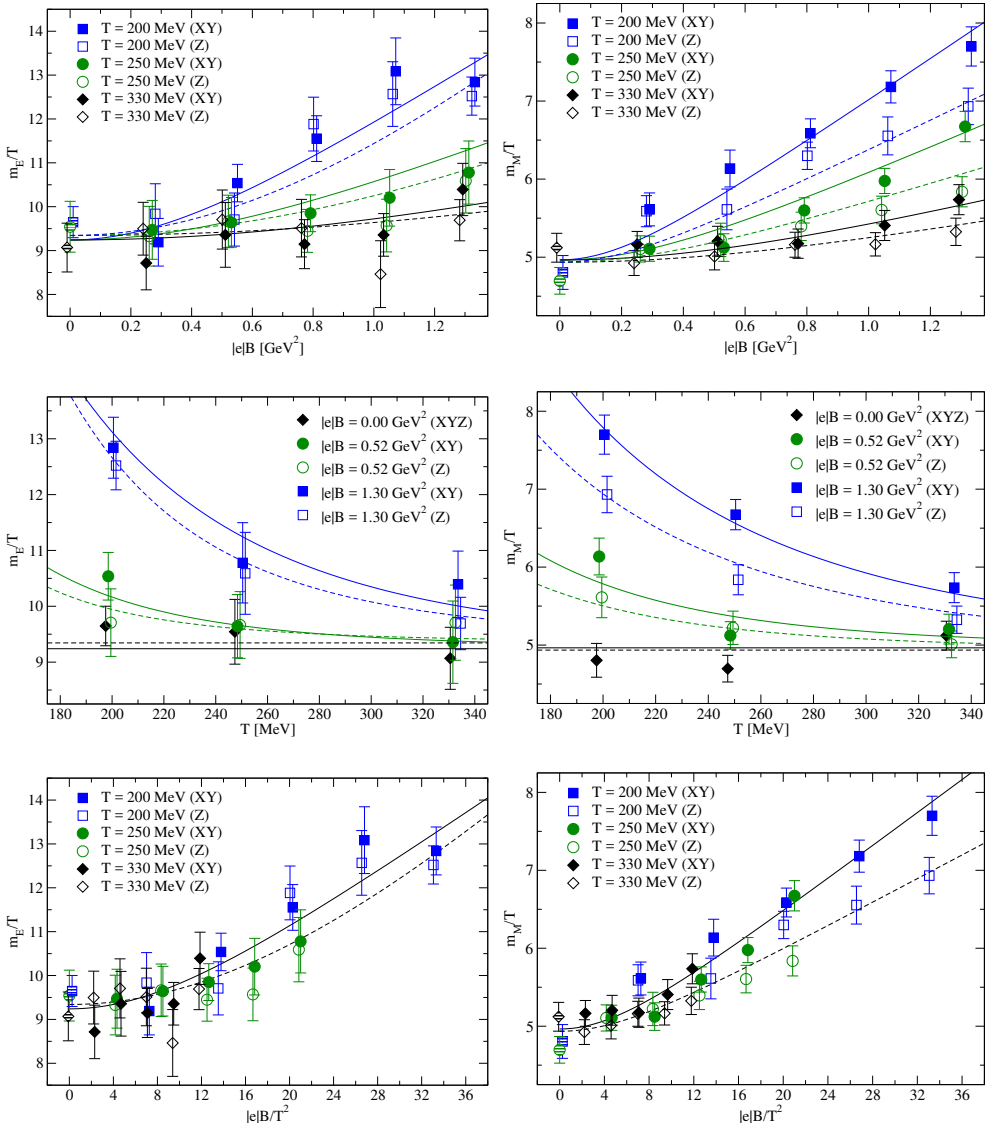 T = 200 MeV (XY)
T = 200 MeV (Z)
T = 250 MeV (XY)
T = 250 MeV (Z)
T = 330 MeV (XY)
T = 330 MeV (Z)
14
13
12
11
10
9
8
m_E/T
0
0.2
0.4
0.6
0.8
1.0
1.2
|e|B [GeV²]
T = 200 MeV (XY)
T = 200 MeV (Z)
T = 250 MeV (XY)
T = 250 MeV (Z)
T = 330 MeV (XY)
T = 330 MeV (Z)
8
7
6
5
m_M/T
0
0.2
0.4
0.6
0.8
1.0
1.2
|e|B [GeV²]
|e|B = 0.00 GeV² (XYZ)
|e|B = 0.52 GeV² (XY)
|e|B = 0.52 GeV² (Z)
|e|B = 1.30 GeV² (XY)
|e|B = 1.30 GeV² (Z)
13
12
11
10
9
m_E/T
180
200
220
240
260
280
300
320
340
T [MeV]
|e|B = 0.00 GeV² (XYZ)
|e|B = 0.52 GeV² (XY)
|e|B = 0.52 GeV² (Z)
|e|B = 1.30 GeV² (XY)
|e|B = 1.30 GeV² (Z)
8
7
6
5
m_M/T
180
200
220
240
260
280
300
320
340
T [MeV]
T = 200 MeV (XY)
T = 200 MeV (Z)
T = 250 MeV (XY)
T = 250 MeV (Z)
T = 330 MeV (XY)
T = 330 MeV (Z)
14
13
12
11
10
9
8
m_E/T
0
4
8
12
16
20
24
28
32
36
|e|B/T²
T = 200 MeV (XY)
T = 200 MeV (Z)
T = 250 MeV (XY)
T = 250 MeV (Z)
T = 330 MeV (XY)
T = 330 MeV (Z)
8
7
6
5
m_M/T
0
4
8
12
16
20
24
28
32
36
|e|B/T²